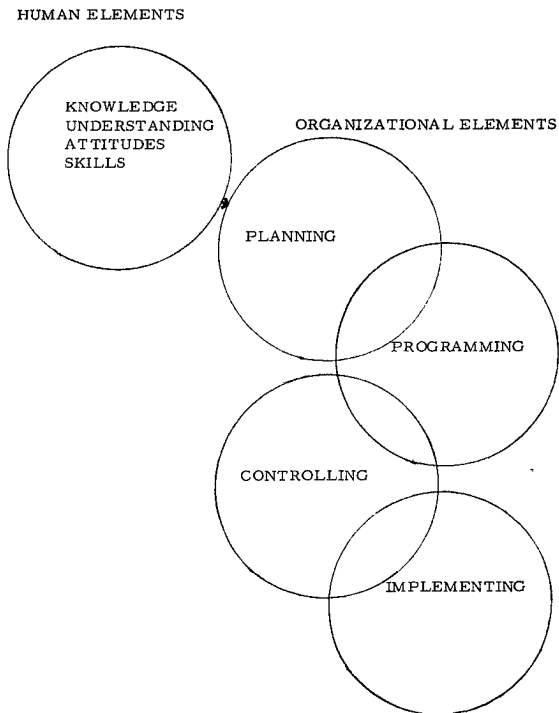 HUMAN ELEMENTS
KNOWLEDGE
UNDERSTANDING
ATTITUDES
SKILLS
ORGANIZATIONAL ELEMENTS
PLANNING
PROGRAMMING
CONTROLLING
IMPLEMENTING